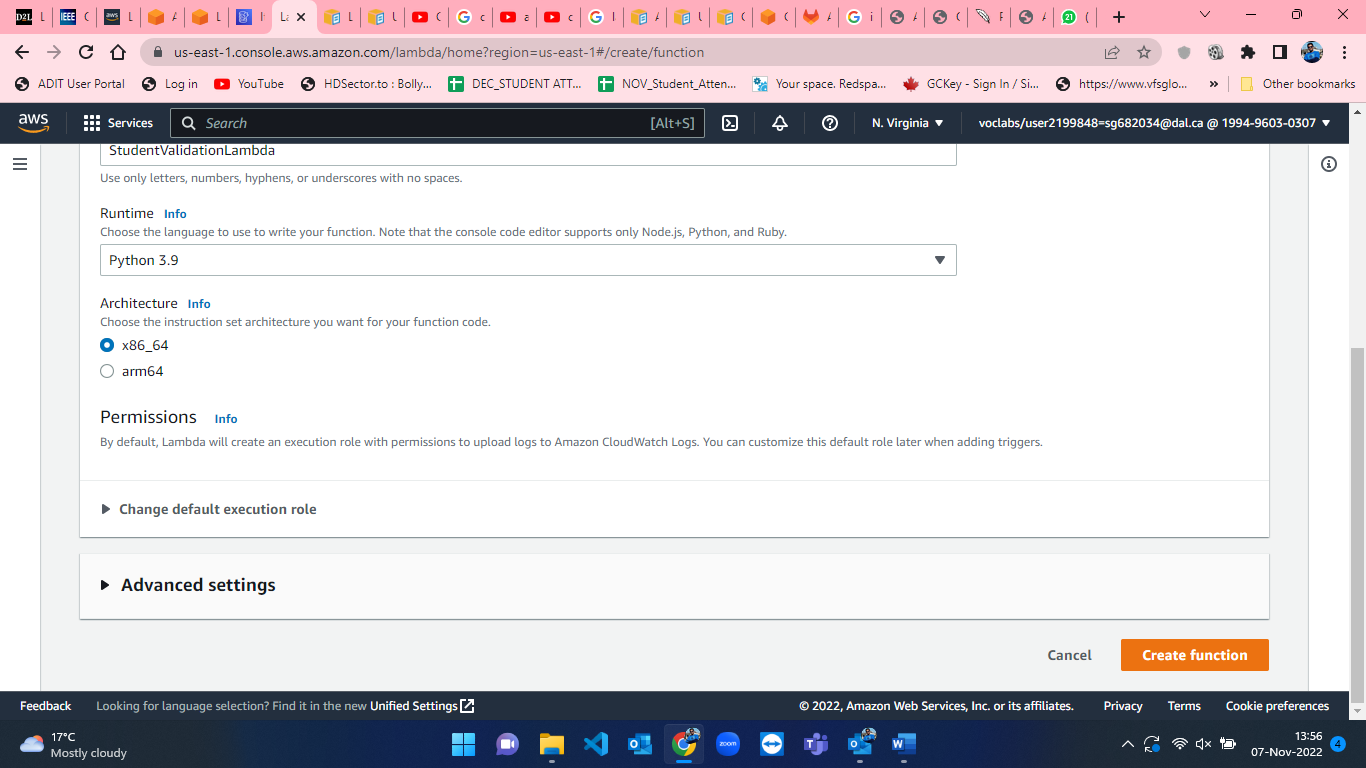 D2L L IEEE C aws L A L I La U C c a c I A U C C A i A C F A 21 (
us-east-1.console.aws.amazon.com/lambda/home?region=us-east-1#/create/function
ADIT User Portal Log in YouTube HDSector.to : Bolly... DEC_STUDENT ATT... NOV_Student_Atten... Your space. Redspa... GCKey - Sign In / Si... https://www.vfsglo... » Other bookmarks
aws Services Search [Alt+S] N. Virginia voclabs/user2199848=sg682034@dal.ca @ 1994-9603-0307
StudentValidationLambda
Use only letters, numbers, hyphens, or underscores with no spaces.
Runtime Info
Choose the language to use to write your function. Note that the console code editor supports only Node.js, Python, and Ruby.
Python 3.9
Architecture Info
Choose the instruction set architecture you want for your function code.
x86_64
arm64
Permissions Info
By default, Lambda will create an execution role with permissions to upload logs to Amazon CloudWatch Logs. You can customize this default role later when adding triggers.
Change default execution role
Advanced settings
Cancel Create function
Feedback Looking for language selection? Find it in the new Unified Settings © 2022, Amazon Web Services, Inc. or its affiliates. Privacy Terms Cookie preferences
17°C
Mostly cloudy
zoom
13:56
07-Nov-2022 4